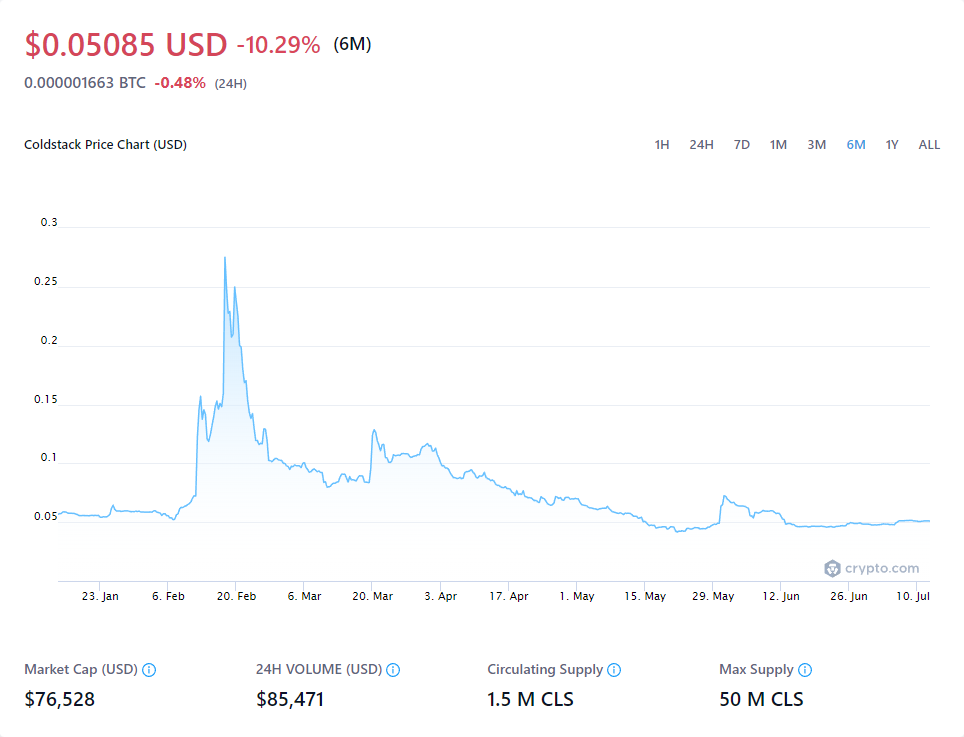 $0.05085 USD -10.29% (6M)
0.000001663 BTC -0.48% (24H)
Coldstack Price Chart (USD) 1H 24H 7D 1M 3M 6M 1Y ALL
0.3
0.25
0.2
0.15
0.1
0.05
crypto.com
23. Jan 6. Feb 20. Feb 6. Mar 20. Mar 3. Apr 17. Apr 1. May 15. May 29. May 12. Jun 26. Jun 10. Jul
Market Cap (USD) 24H VOLUME (USD) Circulating Supply Max Supply
$76,528 $85,471 1.5 M CLS 50 M CLS